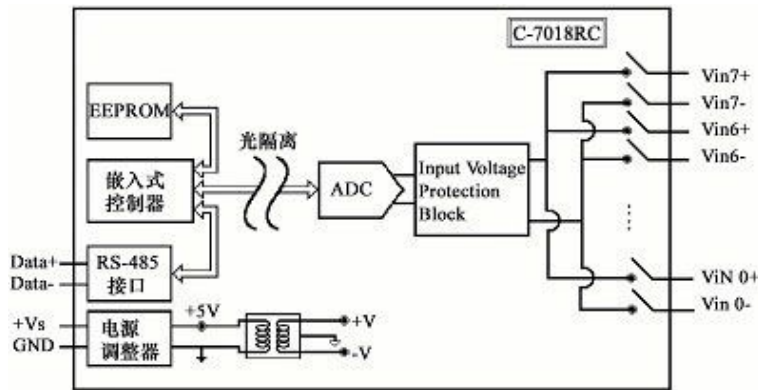 C-7018RC
EEPROM
嵌入式
控制器
光隔离
ADC
Input Voltage
Protection
Block
Vin7+
Vin7-
Vin6+
Vin6-
ViN 0+
Vin 0-
Data+
Data-
RS-485
接口
+Vs
GND
电源
调整器
+5V
+V
-V